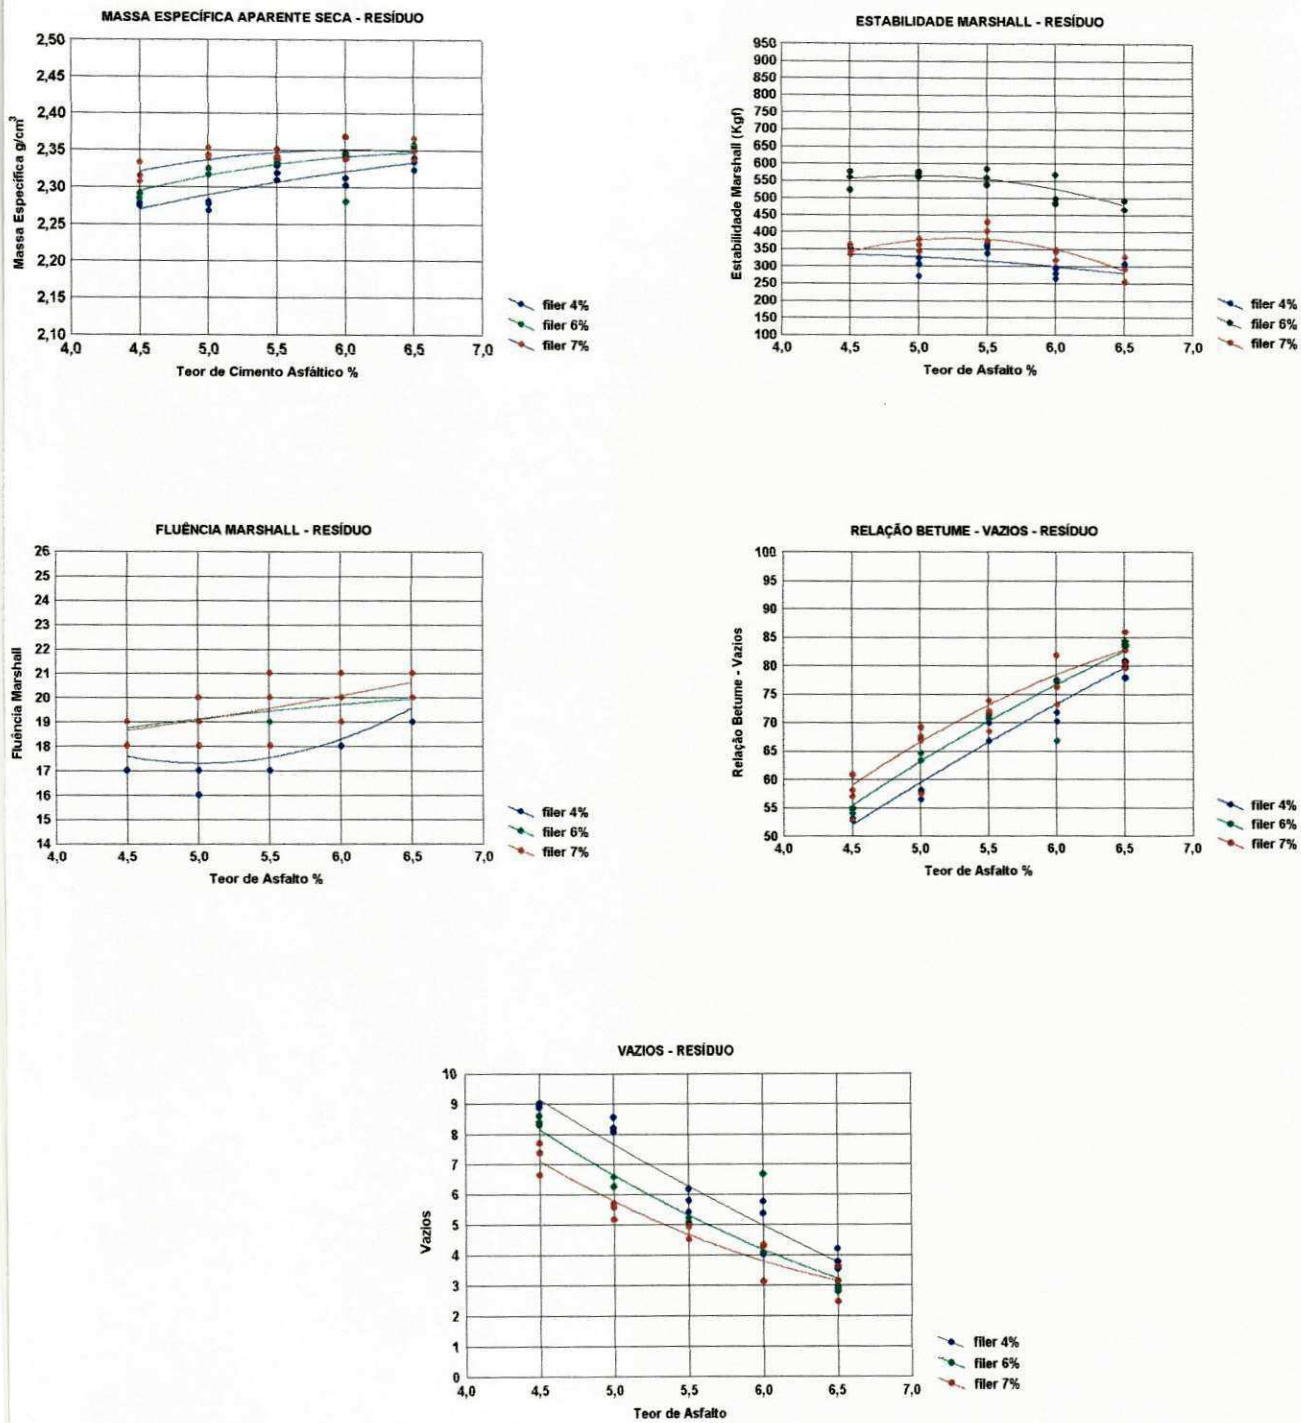 MASSA ESPECÍFICA APARENTE SECA - RESÍDUO
2,50
2,45
2,40
2,35
2,30
2,25
2,20
2,15
2,10
Massa Específica g/cm³
4,0 4,5 5,0 5,5 6,0 6,5 7,0
Teor de Cimento Asfáltico %
filer 4%
filer 6%
filer 7%
ESTABILIDADE MARSHALL - RESÍDUO
950
900
850
800
750
700
650
600
550
500
450
400
350
300
250
200
150
100
Estabilidade Marshall (Kgf)
4,0 4,5 5,0 5,5 6,0 6,5 7,0
Teor de Asfalto %
filer 4%
filer 6%
filer 7%
FLUÊNCIA MARSHALL - RESÍDUO
26
25
24
23
22
21
20
19
18
17
16
15
14
Fluência Marshall
4,0 4,5 5,0 5,5 6,0 6,5 7,0
Teor de Asfalto %
filer 4%
filer 6%
filer 7%
RELAÇÃO BETUME - VAZIOS - RESÍDUO
100
95
90
85
80
75
70
65
60
55
50
Relação Betume - Vazios
4,0 4,5 5,0 5,5 6,0 6,5 7,0
Teor de Asfalto %
filer 4%
filer 6%
filer 7%
VAZIOS - RESÍDUO
10
9
8
7
6
5
4
3
2
1
0
Vazios
4,0 4,5 5,0 5,5 6,0 6,5 7,0
Teor de Asfalto
filer 4%
filer 6%
filer 7%